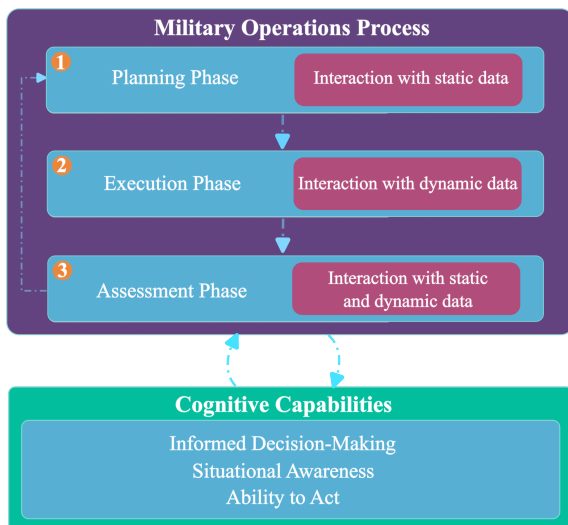 Military Operations Process
1
Planning Phase
Interaction with static data
2
Execution Phase
Interaction with dynamic data
3
Assessment Phase
Interaction with static
and dynamic data
Cognitive Capabilities
Informed Decision-Making
Situational Awareness
Ability to Act